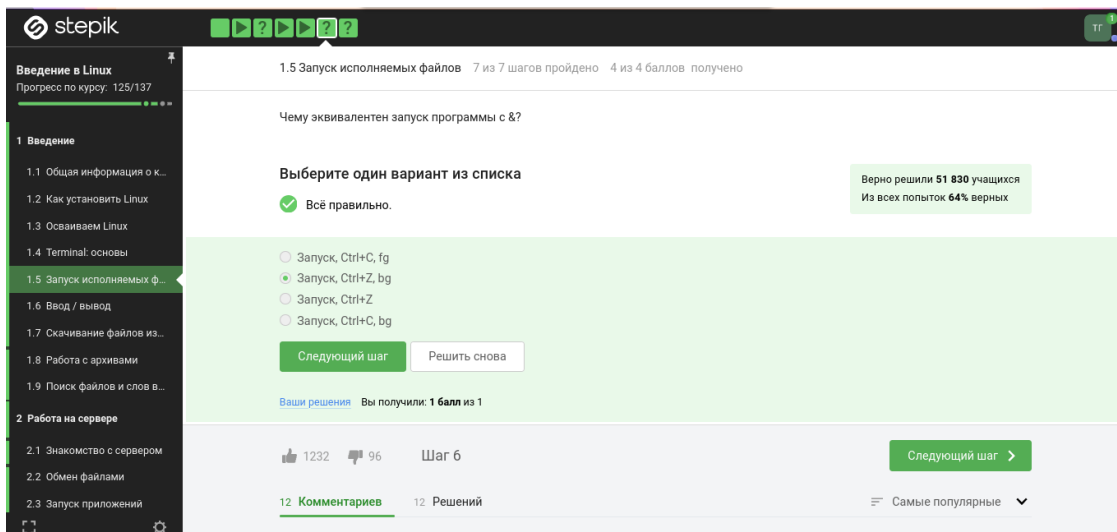 stepik
ТГ
1
Введение в Linux
Прогресс по курсу: 125/137
1 Введение
1.1 Общая информация о к...
1.2 Как установить Linux
1.3 Осваиваем Linux
1.4 Terminal: основы
1.5 Запуск исполняемых ф...
1.6 Ввод / вывод
1.7 Скачивание файлов из...
1.8 Работа с архивами
1.9 Поиск файлов и слов в...
2 Работа на сервере
2.1 Знакомство с сервером
2.2 Обмен файлами
2.3 Запуск приложений
1.5 Запуск исполняемых файлов 7 из 7 шагов пройдено 4 из 4 баллов получено
Чему эквивалентен запуск программы с &?
Выберите один вариант из списка
Всё правильно.
Верно решили 51 830 учащихся
Из всех попыток 64% верных
Запуск, Ctrl+C, fg
Запуск, Ctrl+Z, bg
Запуск, Ctrl+Z
Запуск, Ctrl+C, bg
Следующий шаг Решить снова
Ваши решения Вы получили: 1 балл из 1
1232 96 Шаг 6 Следующий шаг
12 Комментариев 12 Решений Самые популярные